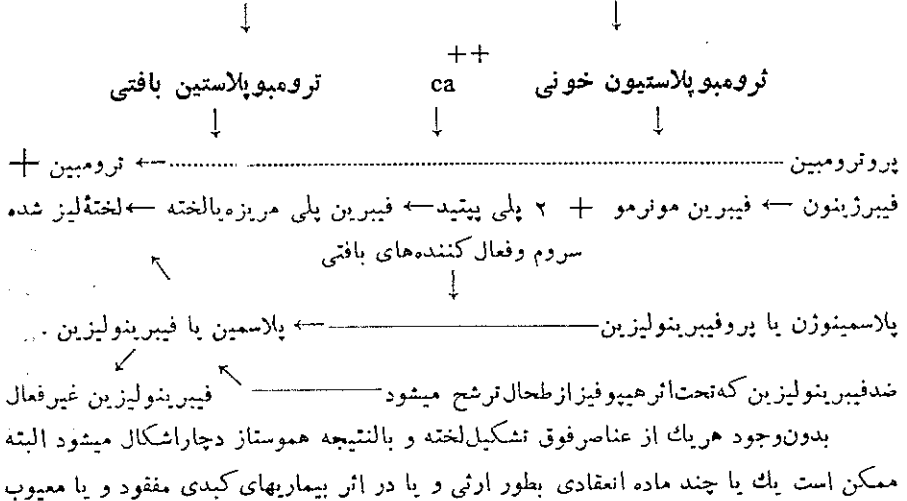 ↓ ↓
++
ثرومبوپلاستیون خونی ca ترومبوپلاستین بافتی
↓ ↓ ↓
پروترومبین ........................................ ← ترومبین +
فیبرژینون ← فیبرین مونرمو + ۲ پلی پپتید ← فیبرین پلی مریزه یا لخته ← لختهٔ لیز شده
سروم وفعال کننده‌های بافتی
↓ ↖
پلاسمینوژن یا پروفیبرینولیزین ———— ← پلاسمین یا فیبرینولیزین .
↖ ↙
ضدفیبرینولیزین که تحت اثر هیپوفیز از طحال ترشح میشود ———— فیبرینولیزین غیرفعال
بدون وجود هریك از عناصر فوق تشکیل لخته و بالنتیجه هموستاز دچار اشکال میشود البته
ممکن است یك یا چند ماده انعقادی بطور ارثی و یا در اثر بیماریهای کبدی مفقود و یا معیوب